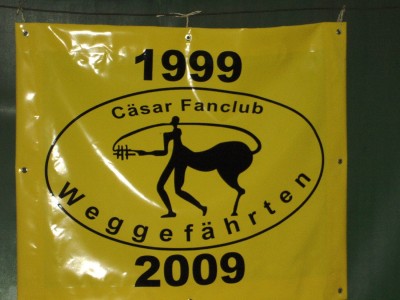 1999
Cäsar Fanclub
Weggefährten
2009